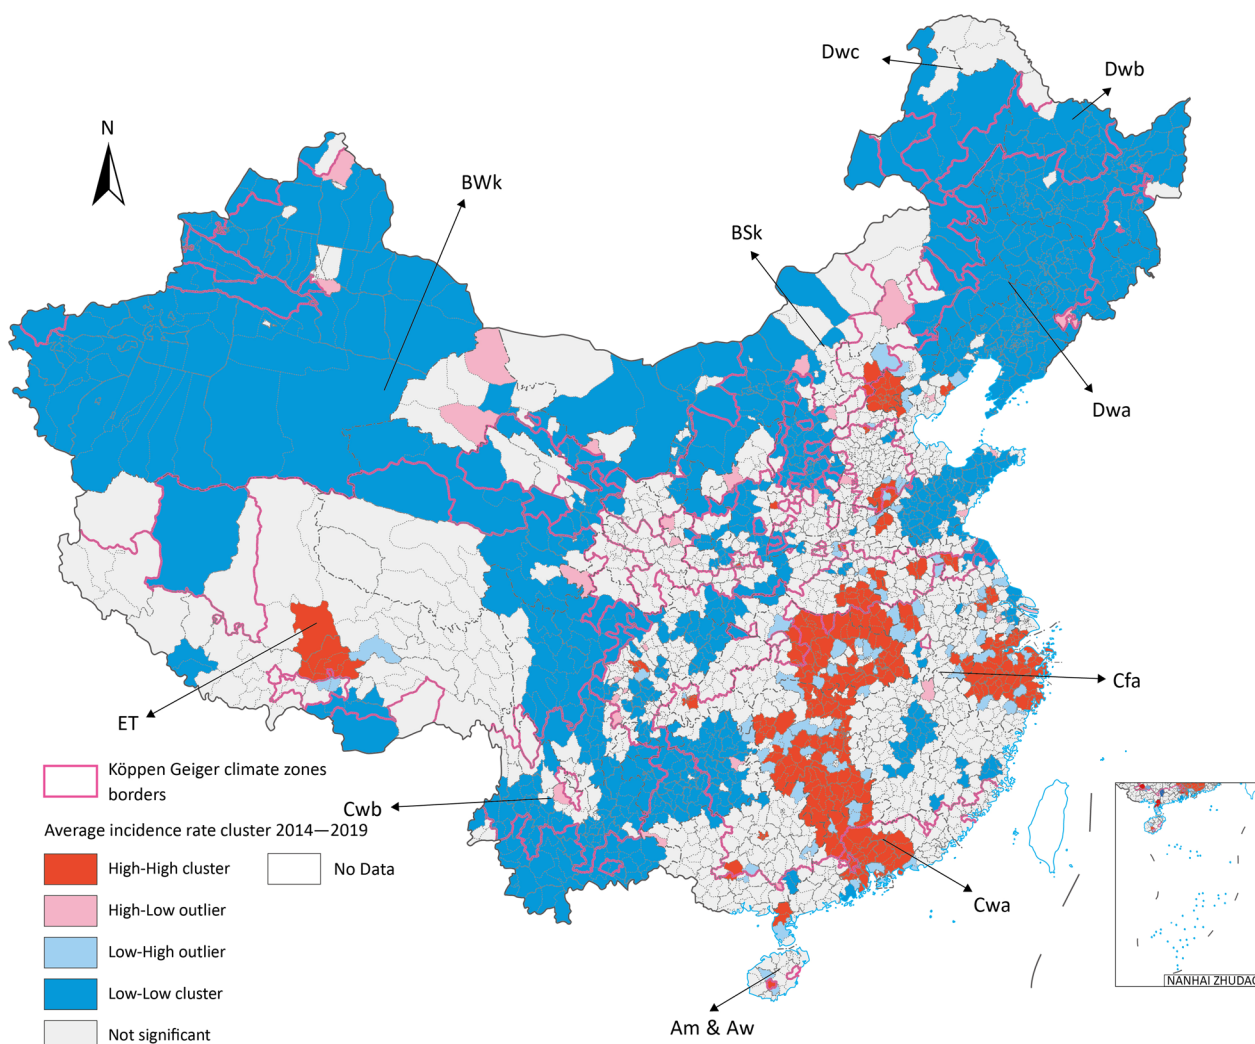 Dwc
Dwb
N
BWk
BSk
Dwa
Cfa
ET
Köppen Geiger climate zones
borders
Cwb
Average incidence rate cluster 2014—2019
High-High cluster
No Data
High-Low outlier
Cwa
Low-High outlier
Low-Low cluster
NANHAI ZHUDAO
Am & Aw
Not significant